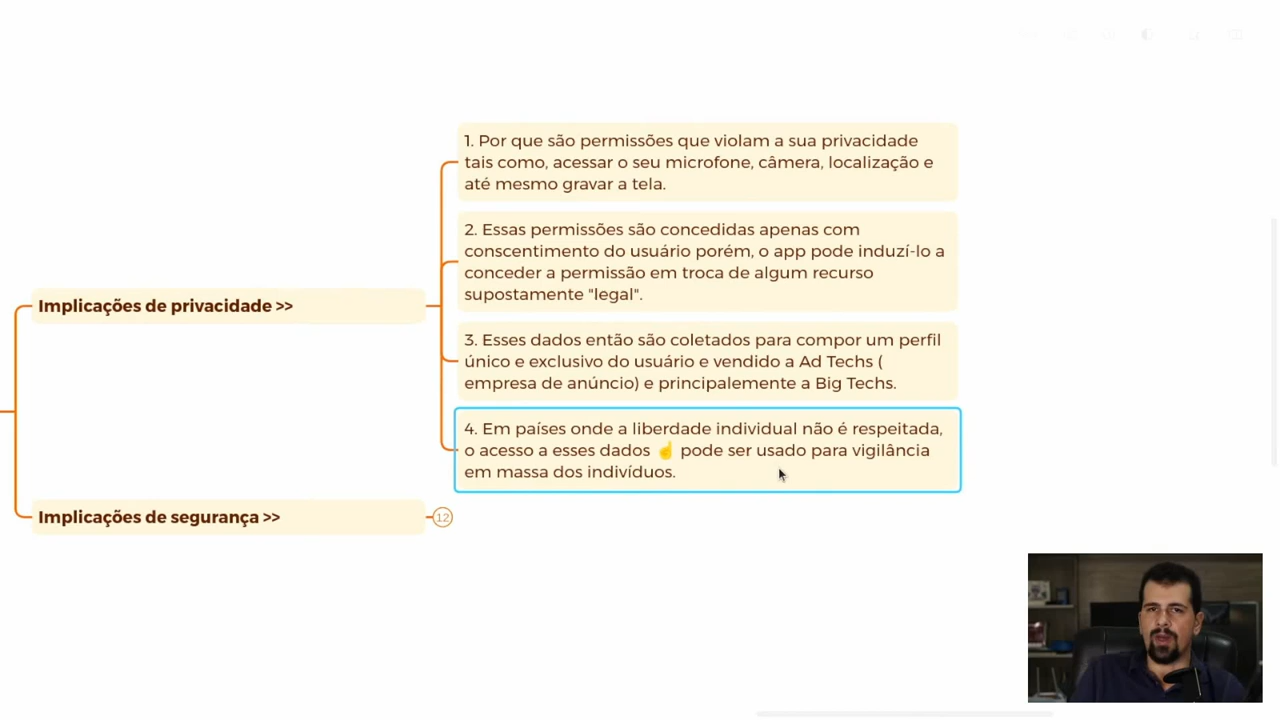 1. Por que são permissões que violam a sua privacidade
tais como, acessar o seu microfone, câmera, localização e
até mesmo gravar a tela.
2. Essas permissões são concedidas apenas com
conscentimento do usuário porém, o app pode induzí-lo a
conceder a permissão em troca de algum recurso
supostamente "legal".
Implicações de privacidade >>
3. Esses dados então são coletados para compor um perfil
único e exclusivo do usuário e vendido a Ad Techs (
empresa de anúncio) e principalemente a Big Techs.
4. Em países onde a liberdade individual não é respeitada,
o acesso a esses dados ☝ pode ser usado para vigilância
em massa dos indivíduos.
Implicações de segurança >>
12